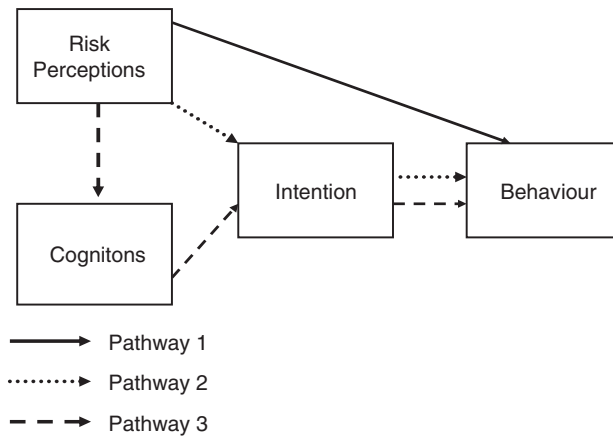 Risk
Perceptions
Intention
Behaviour
Cognitons
Pathway 1
Pathway 2
Pathway 3